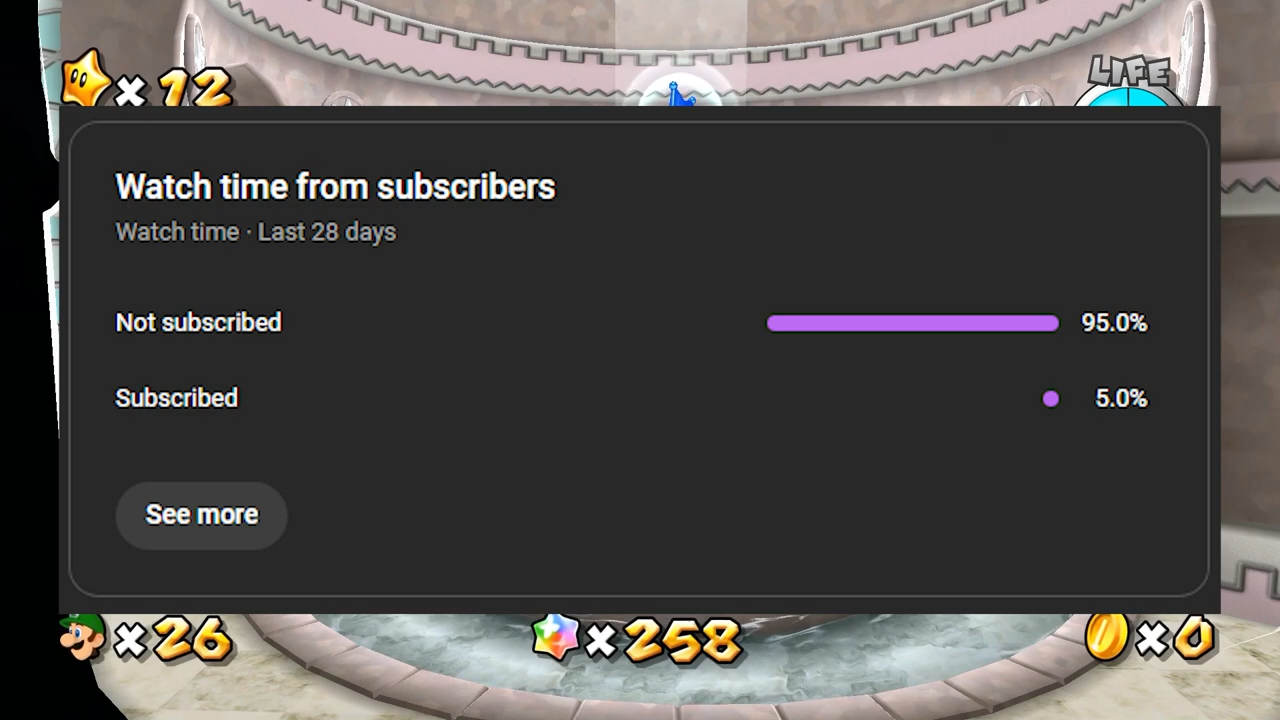 ×12
LIFE
Watch time from subscribers
Watch time · Last 28 days
Not subscribed 95.0%
Subscribed 5.0%
See more
×26 ×258 ×0